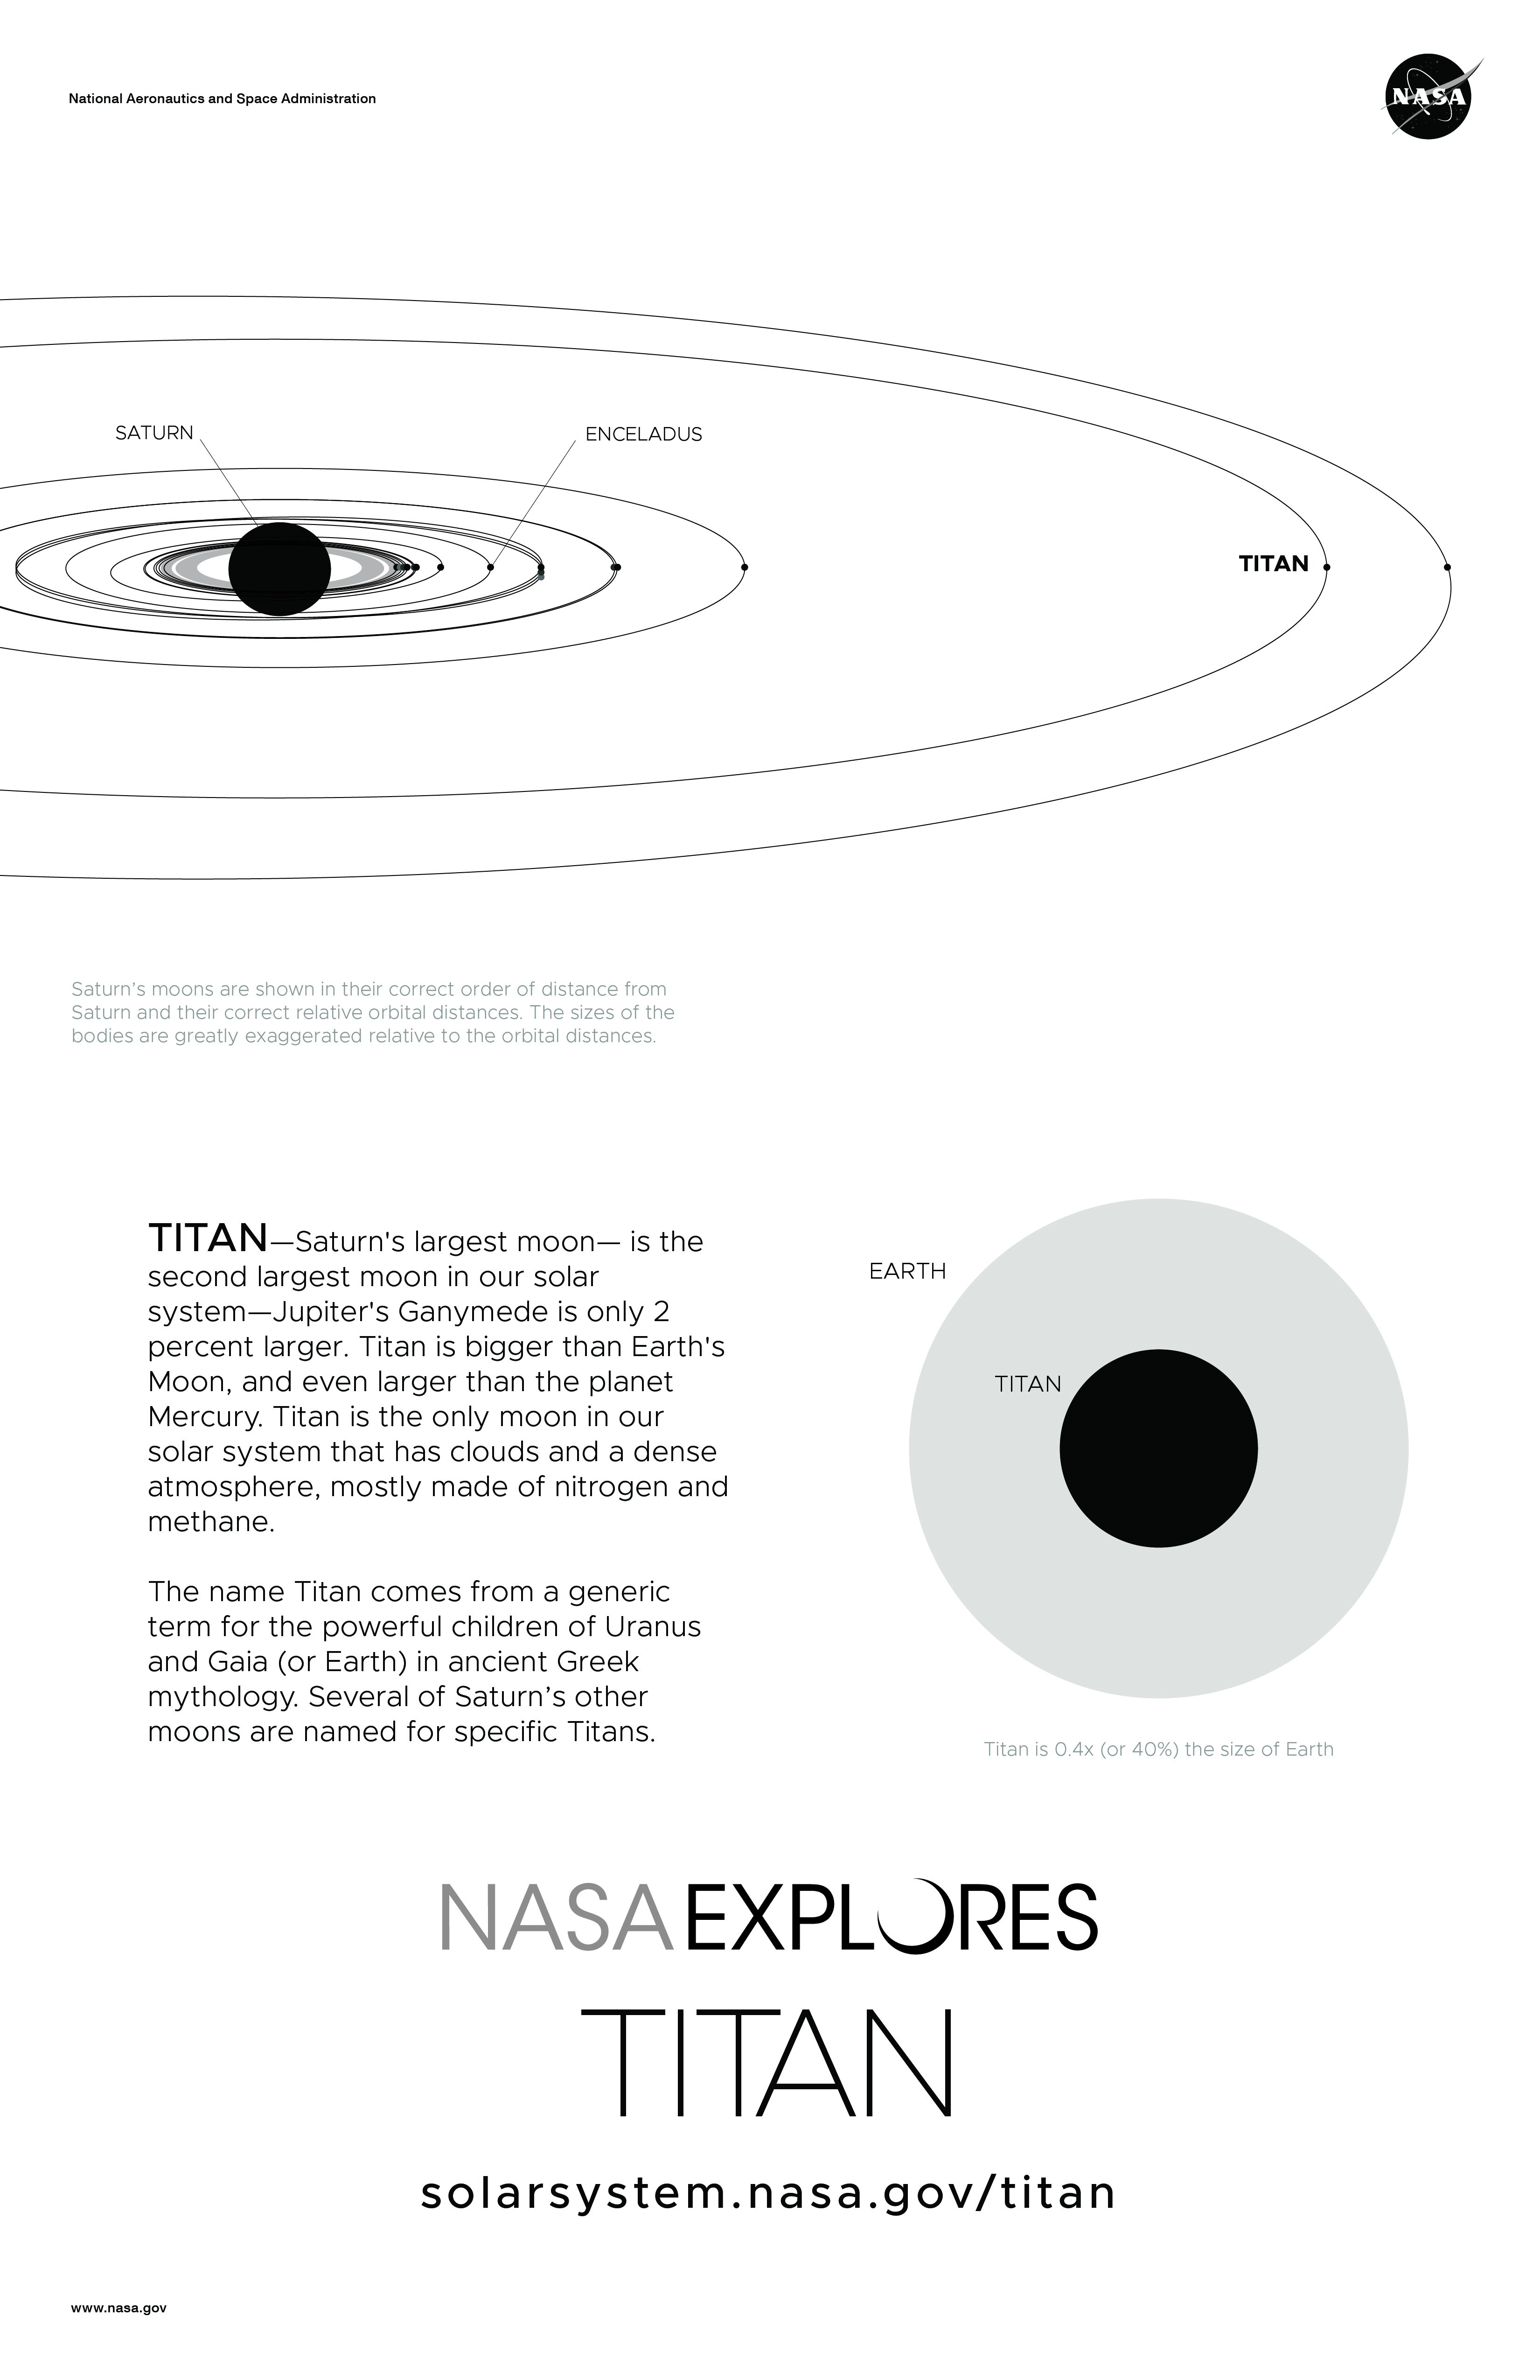 National Aeronautics and Space Administration
NASA
SATURN
ENCELADUS
TITAN
Saturn’s moons are shown in their correct order of distance from
Saturn and their correct relative orbital distances. The sizes of the
bodies are greatly exaggerated relative to the orbital distances.
TITAN—Saturn's largest moon— is the
second largest moon in our solar
system—Jupiter's Ganymede is only 2
percent larger. Titan is bigger than Earth's
Moon, and even larger than the planet
Mercury. Titan is the only moon in our
solar system that has clouds and a dense
atmosphere, mostly made of nitrogen and
methane.
The name Titan comes from a generic
term for the powerful children of Uranus
and Gaia (or Earth) in ancient Greek
mythology. Several of Saturn’s other
moons are named for specific Titans.
EARTH
TITAN
Titan is 0.4x (or 40%) the size of Earth
NASA EXPLORES
TITAN
solarsystem.nasa.gov/titan
www.nasa.gov